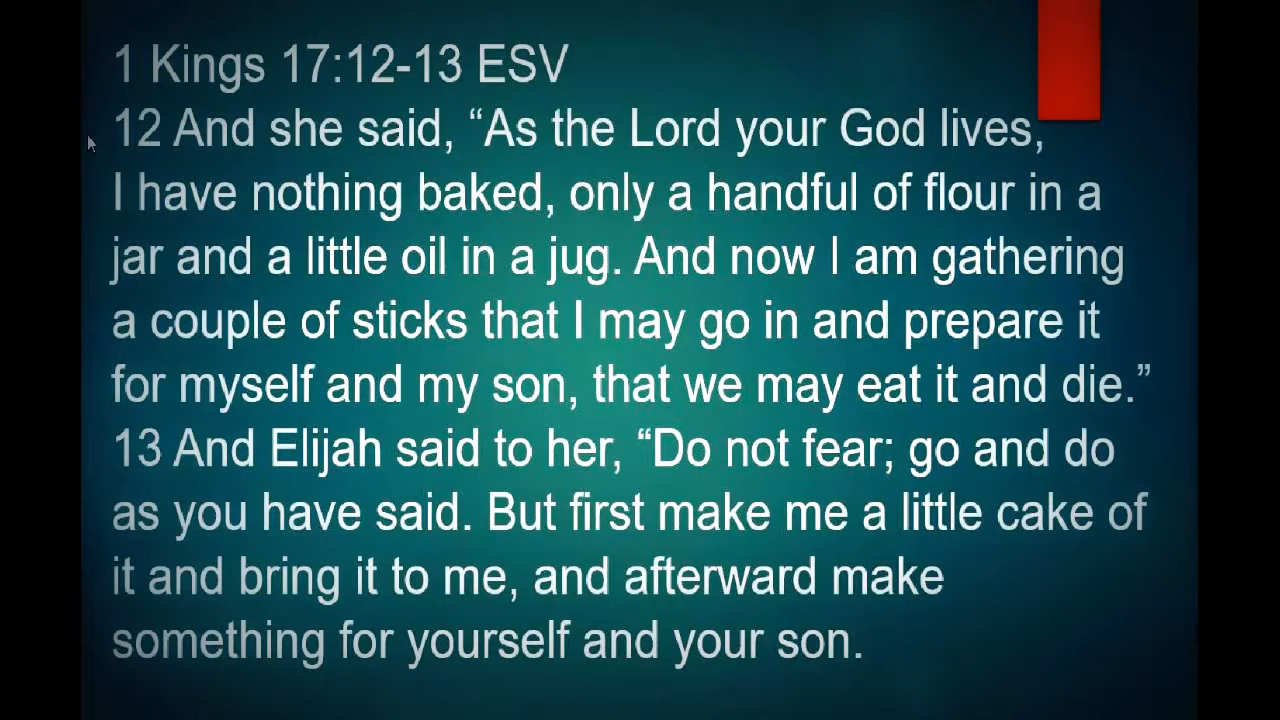 1 Kings 17:12-13 ESV
12 And she said, “As the Lord your God lives,
I have nothing baked, only a handful of flour in a
jar and a little oil in a jug. And now I am gathering
a couple of sticks that I may go in and prepare it
for myself and my son, that we may eat it and die.”
13 And Elijah said to her, “Do not fear; go and do
as you have said. But first make me a little cake of
it and bring it to me, and afterward make
something for yourself and your son.